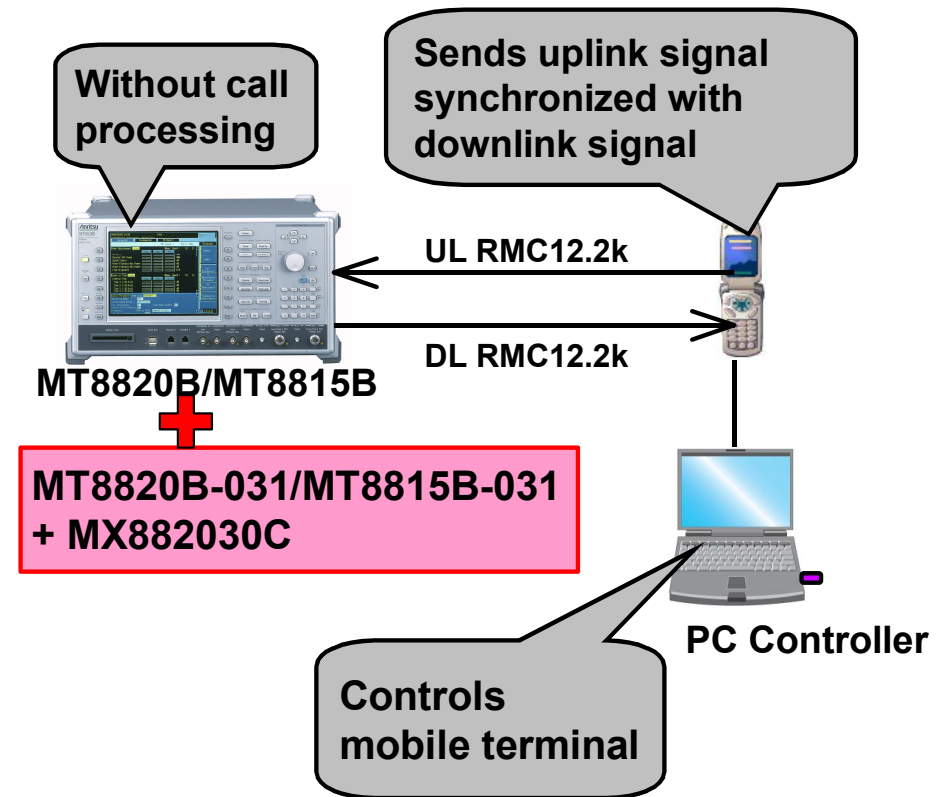 Without call
processing
Sends uplink signal
synchronized with
downlink signal
Anritsu
UL RMC12.2k
DL RMC12.2k
MT8820B/MT8815B
MT8820B-031/MT8815B-031
+ MX882030C
PC Controller
Controls
mobile terminal